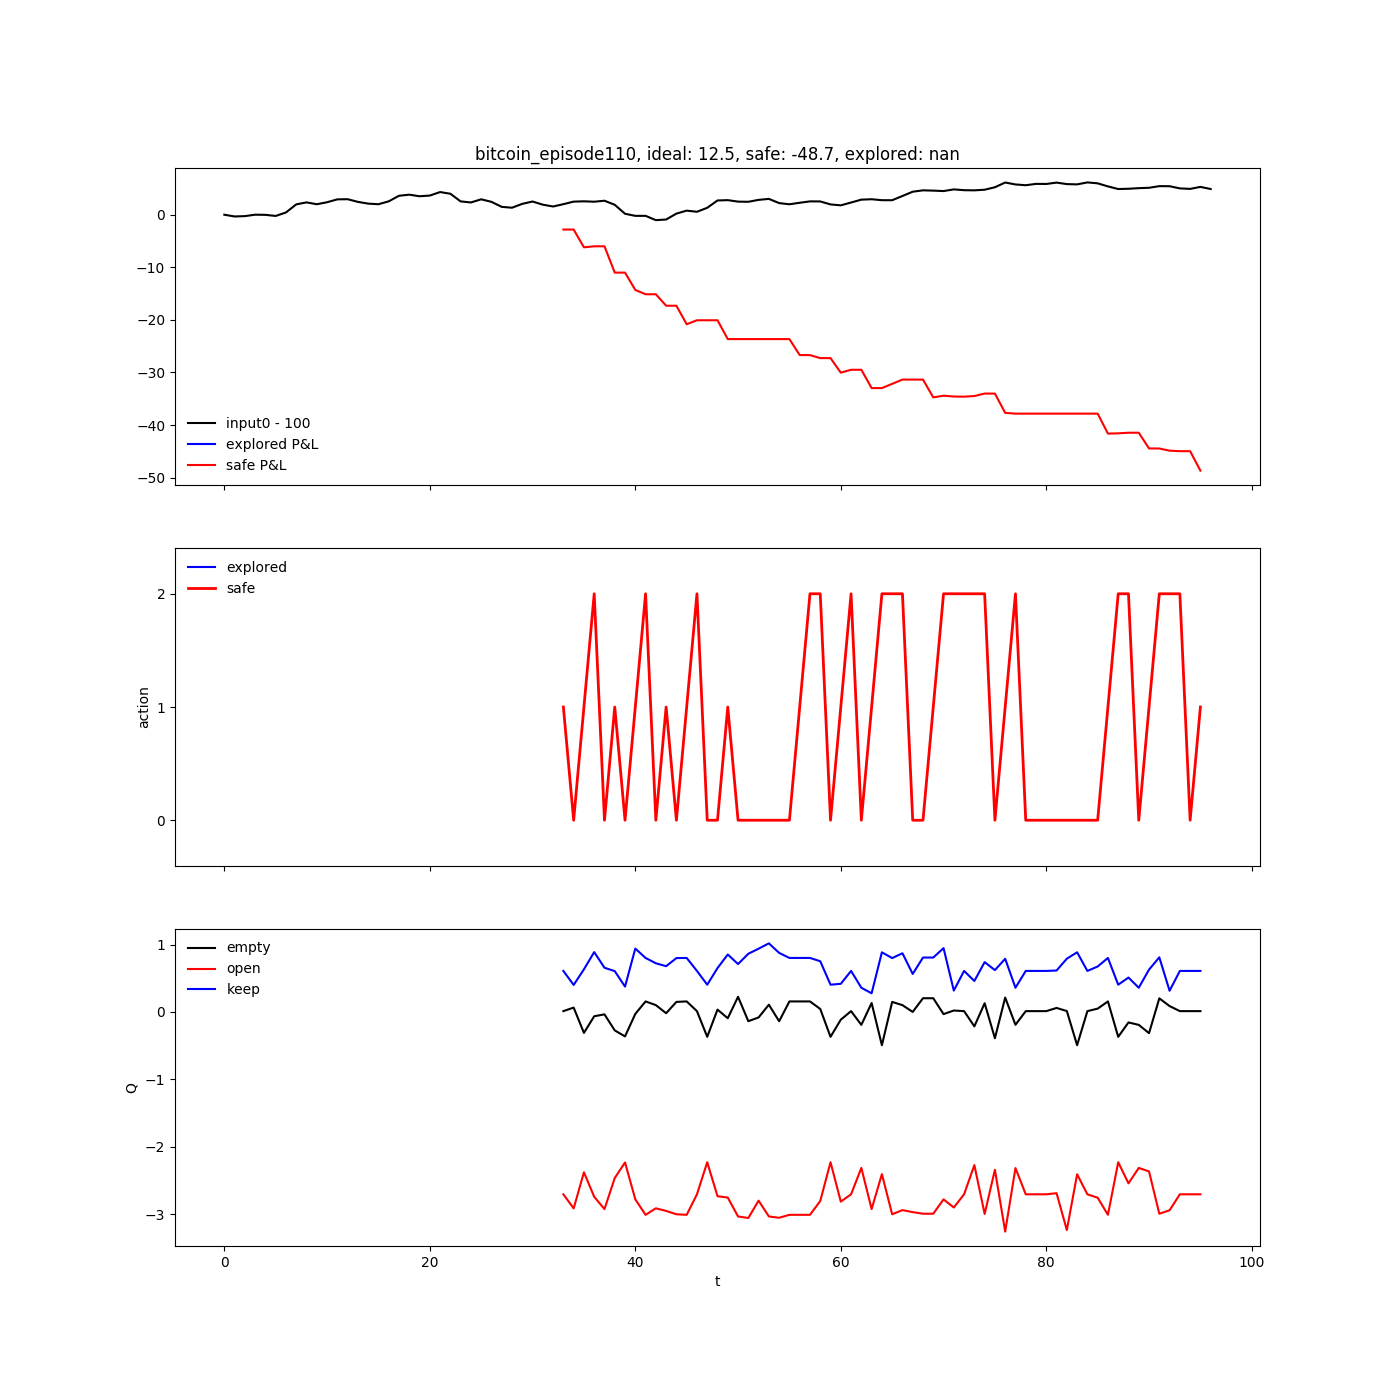 bitcoin_episode110, ideal: 12.5, safe: -48.7, explored: nan
0
−10
−20
−30
−40
−50
input0 - 100
explored P&L
safe P&L
explored
safe
2
1
0
action
empty
open
keep
1
0
−1
−2
−3
Q
0 20 40 60 80 100
t